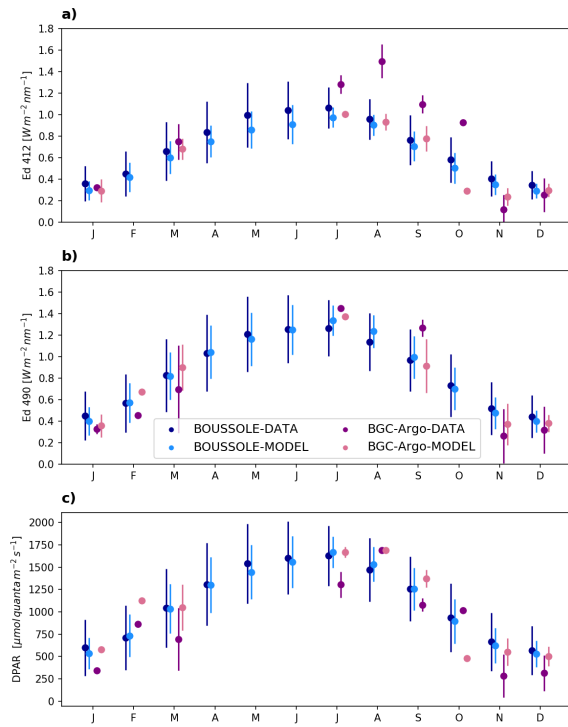 a)
Ed 412 [W m⁻² nm⁻¹]
1.8
1.6
1.4
1.2
1.0
0.8
0.6
0.4
0.2
0.0
J F M A M J J A S O N D
b)
Ed 490 [W m⁻² nm⁻¹]
1.8
1.6
1.4
1.2
1.0
0.8
0.6
0.4
0.2
0.0
BOUSSOLE-DATA BGC-Argo-DATA
BOUSSOLE-MODEL BGC-Argo-MODEL
J F M A M J J A S O N D
c)
DPAR [μmol quanta m⁻² s⁻¹]
2000
1750
1500
1250
1000
750
500
250
0
J F M A M J J A S O N D